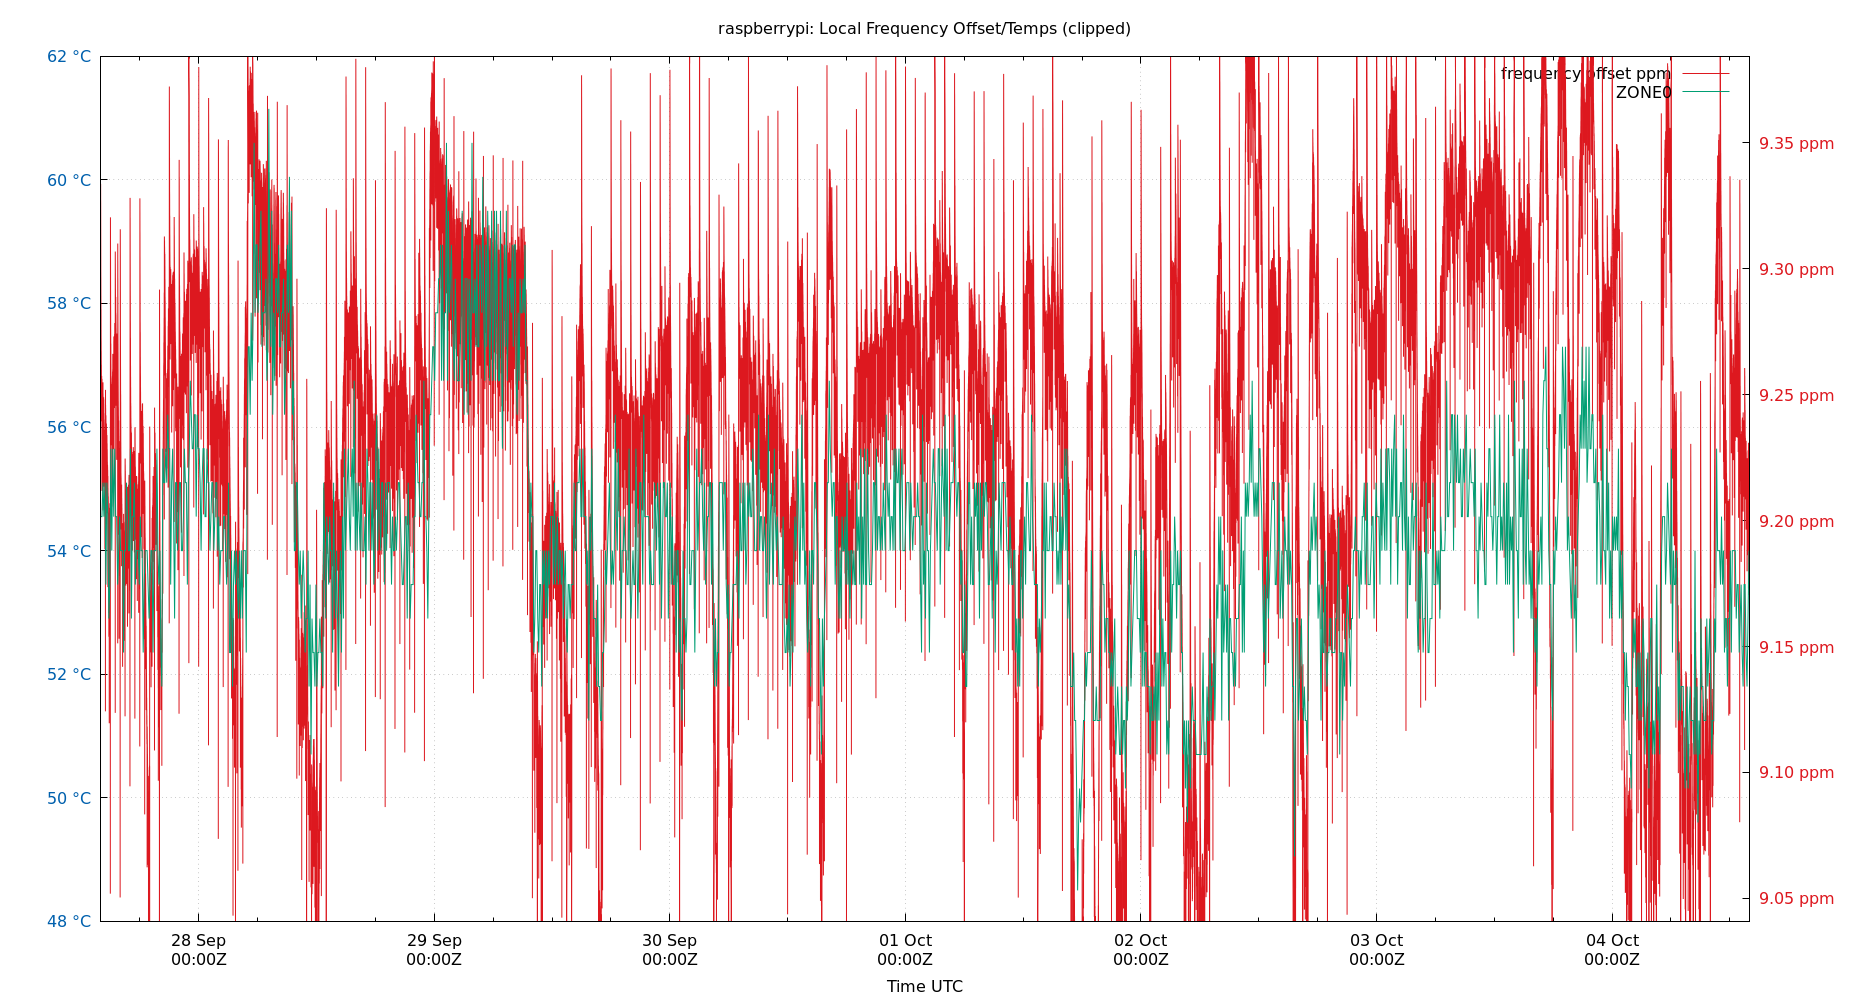 raspberrypi: Local Frequency Offset/Temps (clipped)
62 °C
60 °C
58 °C
56 °C
54 °C
52 °C
50 °C
48 °C
frequency offset ppm
ZONE0
9.35 ppm
9.30 ppm
9.25 ppm
9.20 ppm
9.15 ppm
9.10 ppm
9.05 ppm
28 Sep 29 Sep 30 Sep 01 Oct 02 Oct 03 Oct 04 Oct
00:00Z 00:00Z 00:00Z 00:00Z 00:00Z 00:00Z 00:00Z
Time UTC